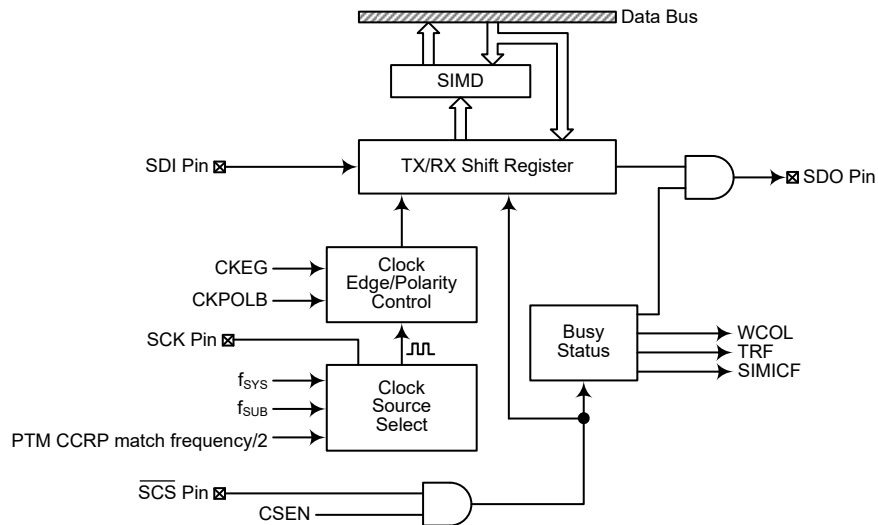 Data Bus
SIMD
SDI Pin
TX/RX Shift Register
SDO Pin
CKEG
CKPOLB
Clock
Edge/Polarity
Control
SCK Pin
Busy
Status
WCOL
TRF
SIMICF
fSYS
fSUB
PTM CCRP match frequency/2
Clock
Source
Select
SCS Pin
CSEN